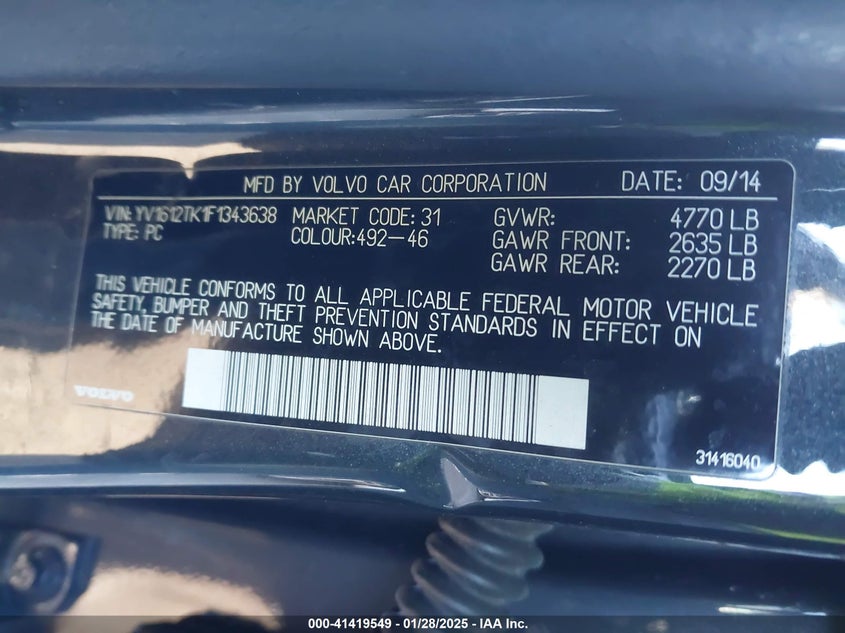 MFD BY VOLVO CAR CORPORATION DATE: 09/14
VIN: YV1612TK1F1343638 MARKET CODE: 31 GVWR: 4770 LB
TYPE: PC COLOUR:492-46 GAWR FRONT: 2635 LB
GAWR REAR: 2270 LB
THIS VEHICLE CONFORMS TO ALL APPLICABLE FEDERAL MOTOR VEHICLE
SAFETY, BUMPER AND THEFT PREVENTION STANDARDS IN EFFECT ON
THE DATE OF MANUFACTURE SHOWN ABOVE.
VOLVO
31416040
000-41419549 - 01/28/2025 - IAA Inc.